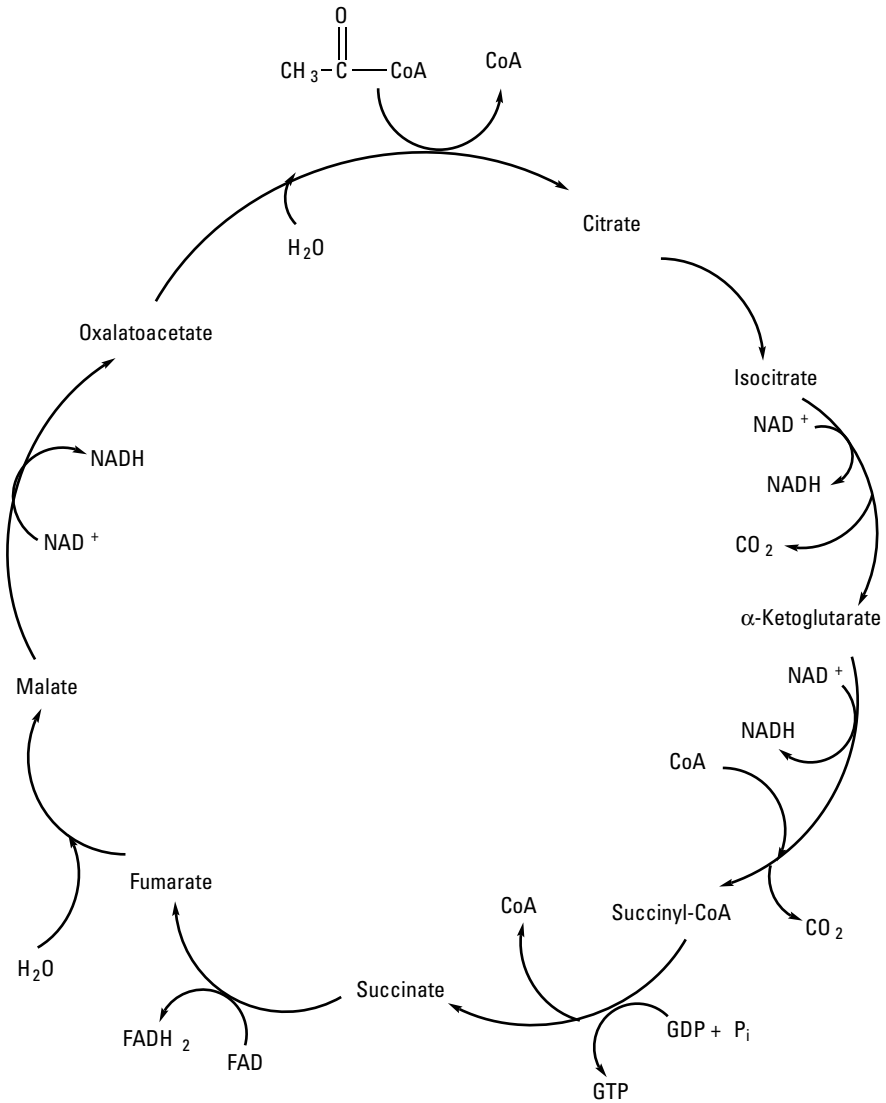 O
CH3–C—CoA
CoA
H2O
Citrate
Oxalatoacetate
Isocitrate
NAD+
NADH
CO2
NADH
NAD+
α-Ketoglutarate
NAD+
NADH
CoA
Malate
Succinyl-CoA
CO2
CoA
Fumarate
H2O
Succinate
GDP + Pi
GTP
FADH2
FAD